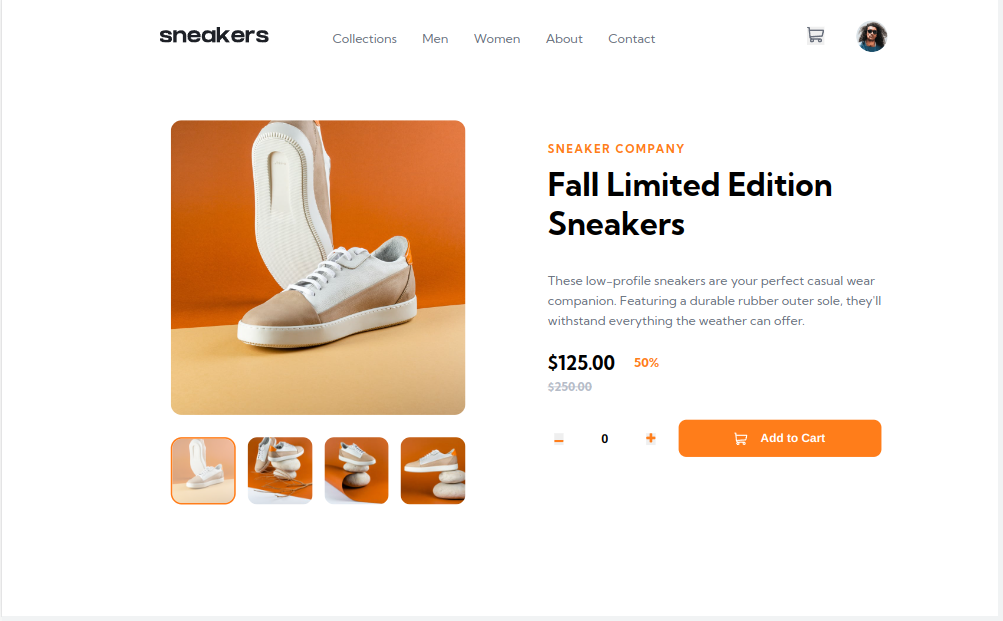 sneakers
Collections Men Women About Contact
SNEAKER COMPANY
Fall Limited Edition
Sneakers
These low-profile sneakers are your perfect casual wear
companion. Featuring a durable rubber outer sole, they'll
withstand everything the weather can offer.
$125.00 50%
$250.00
0
Add to Cart